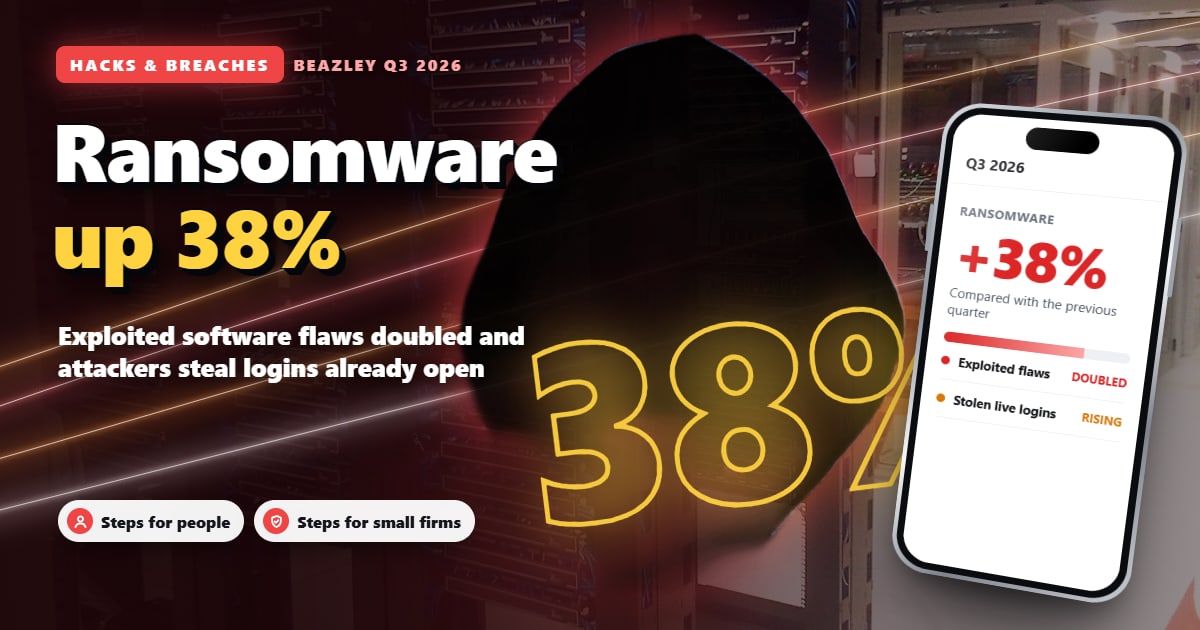 HACKS & BREACHES BEAZLEY Q3 2026
Ransomware
up 38%
Exploited software flaws doubled and
attackers steal logins already open
Steps for people
Steps for small firms
38%
Q3 2026
RANSOMWARE
+38%
Compared with the previous
quarter
Exploited flaws DOUBLED
Stolen live logins RISING